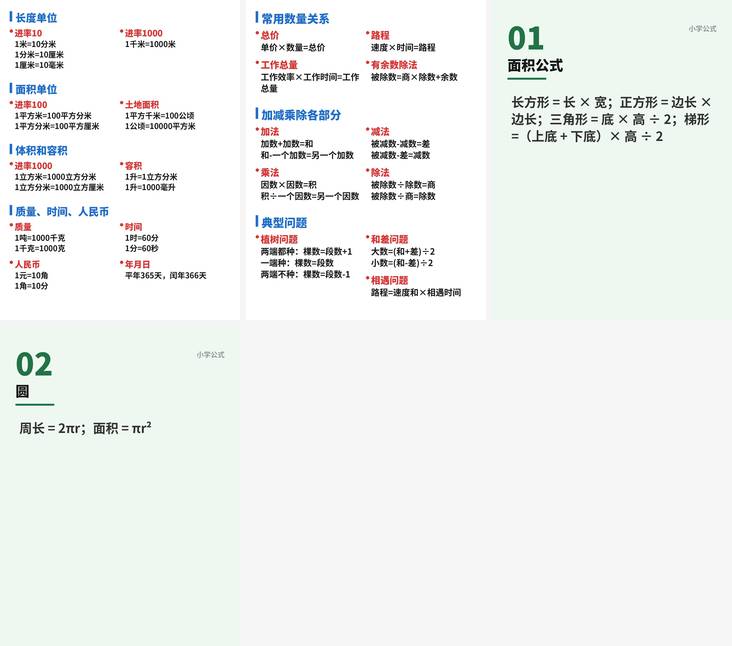 长度单位
进率10
1米=10分米
1分米=10厘米
1厘米=10毫米
进率1000
1千米=1000米
面积单位
进率100
1平方米=100平方分米
1平方分米=100平方厘米
土地面积
1平方千米=100公顷
1公顷=10000平方米
体积和容积
进率1000
1立方米=1000立方分米
1立方分米=1000立方厘米
容积
1升=1立方分米
1升=1000毫升
质量、时间、人民币
质量
1吨=1000千克
1千克=1000克
时间
1时=60分
1分=60秒
人民币
1元=10角
1角=10分
年月日
平年365天，闰年366天
常用数量关系
总价
单价×数量=总价
路程
速度×时间=路程
工作总量
工作效率×工作时间=工作
总量
有余数除法
被除数=商×除数+余数
加减乘除各部分
加法
加数+加数=和
和-一个加数=另一个加数
减法
被减数-减数=差
被减数-差=减数
乘法
因数×因数=积
积÷一个因数=另一个因数
除法
被除数÷除数=商
被除数÷商=除数
典型问题
植树问题
两端都种：棵数=段数+1
一端种：棵数=段数
两端不种：棵数=段数-1
和差问题
大数=(和+差)÷2
小数=(和-差)÷2
相遇问题
路程=速度和×相遇时间
01
小学公式
面积公式
长方形 = 长 × 宽；正方形 = 边长 ×
边长；三角形 = 底 × 高 ÷ 2；梯形
=（上底 + 下底）× 高 ÷ 2
02
小学公式
圆
周长 = 2πr；面积 = πr²